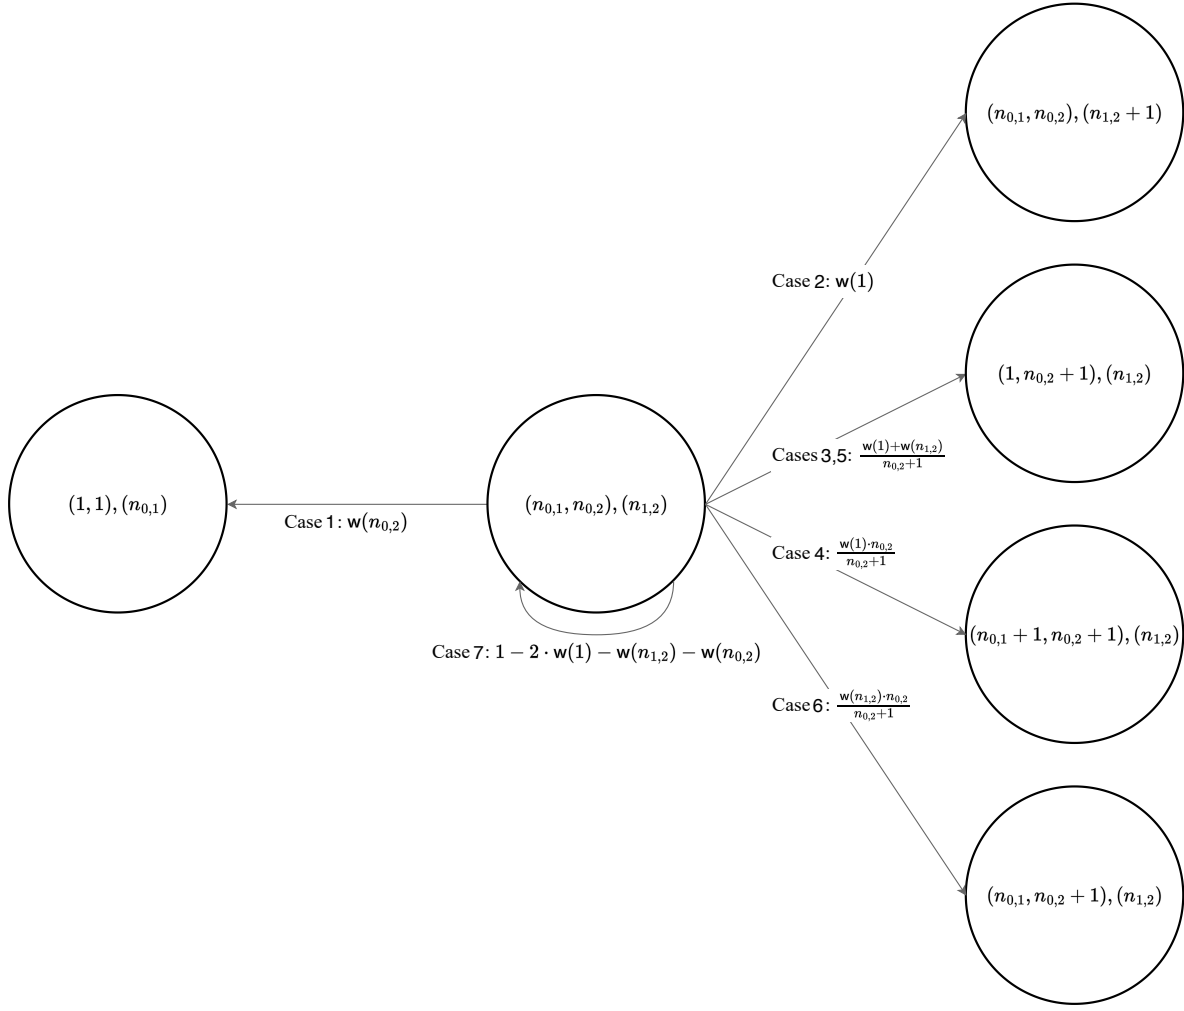 (n_{0,1}, n_{0,2}), (n_{1,2} + 1)
Case 2: w(1)
(1, n_{0,2} + 1), (n_{1,2})
Cases 3,5: \frac{w(1)+w(n_{1,2})}{n_{0,2}+1}
(1, 1), (n_{0,1})
Case 1: w(n_{0,2})
(n_{0,1}, n_{0,2}), (n_{1,2})
Case 4: \frac{w(1)·n_{0,2}}{n_{0,2}+1}
(n_{0,1} + 1, n_{0,2} + 1), (n_{1,2})
Case 7: 1 − 2 · w(1) − w(n_{1,2}) − w(n_{0,2})
Case 6: \frac{w(n_{1,2})·n_{0,2}}{n_{0,2}+1}
(n_{0,1}, n_{0,2} + 1), (n_{1,2})